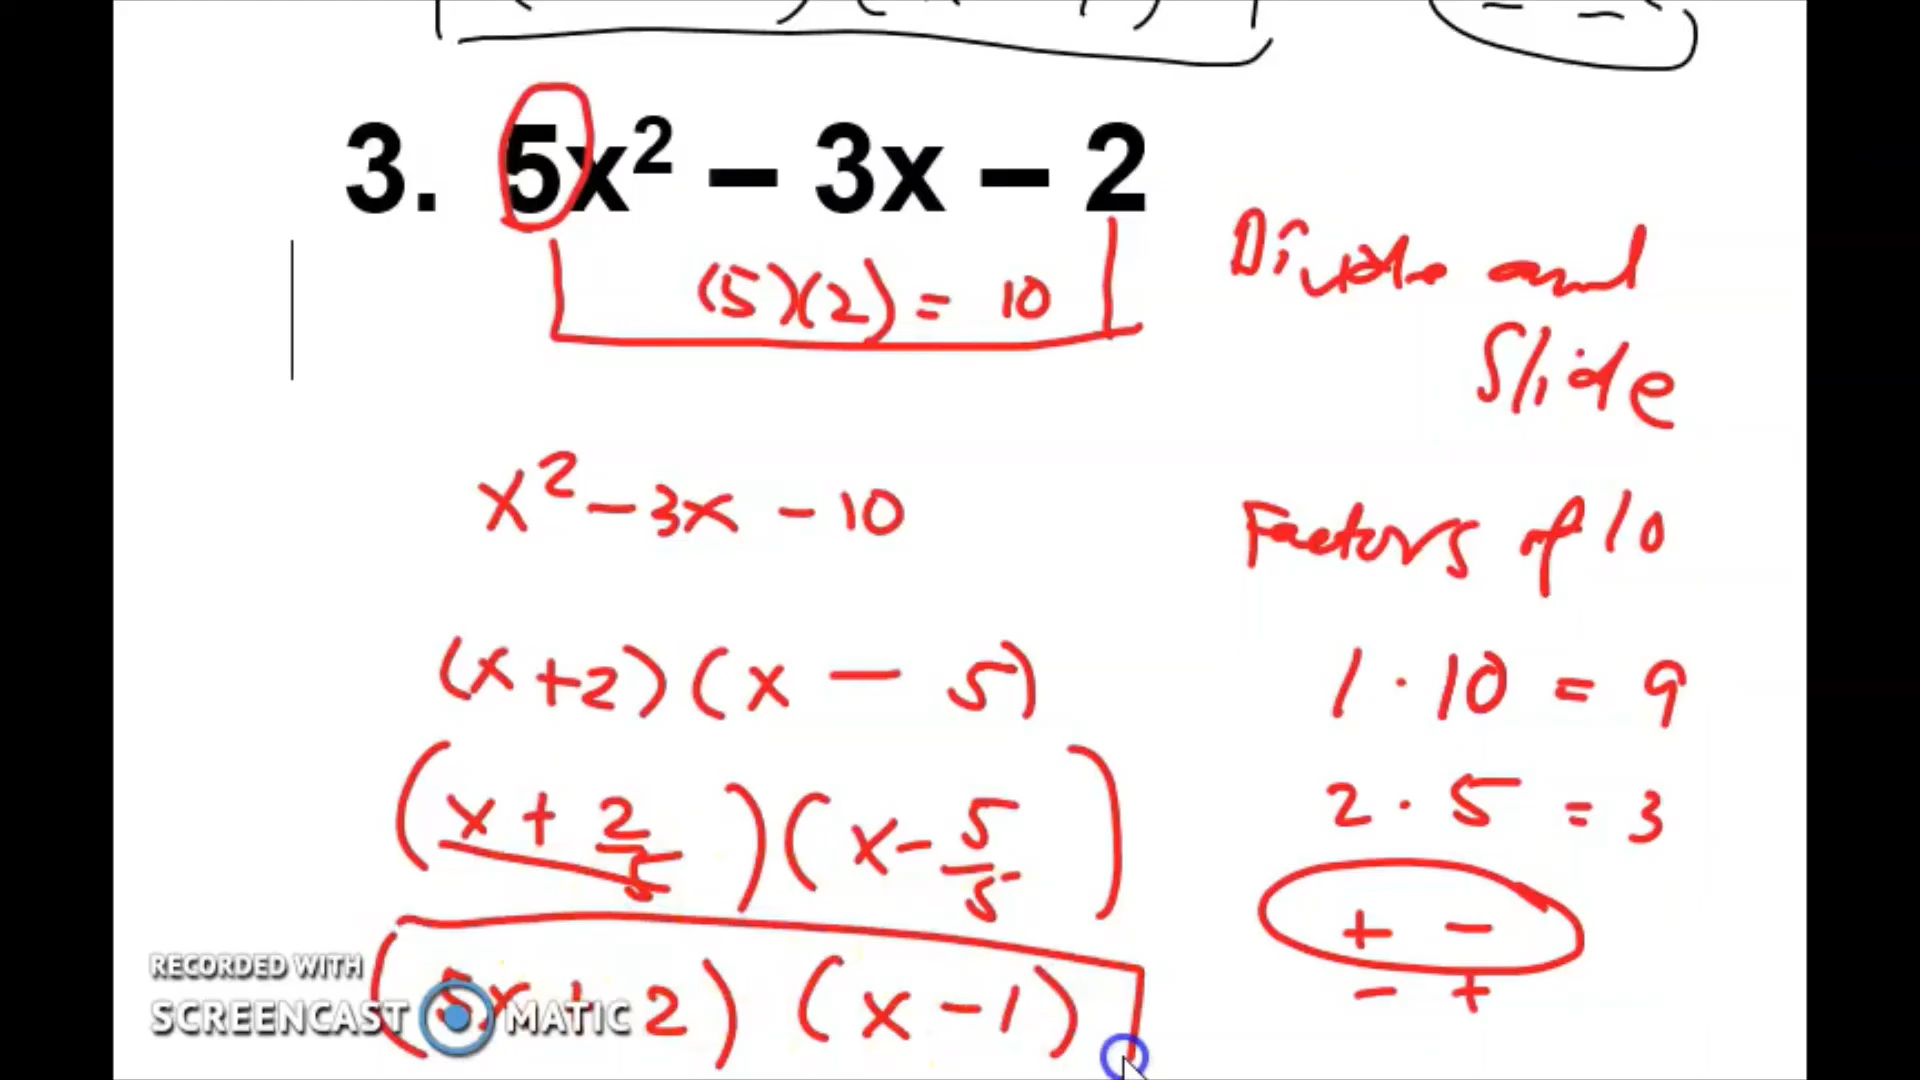 3. 5x² – 3x – 2
(5)(2) = 10
Divide and
Slide
x² - 3x - 10
Factors of 10
(x +2) (x - 5)
1 · 10 = 9
(x + 2/5) (x - 5/5)
2 · 5 = 3
+ -
- +
(5x + 2) (x - 1)
RECORDED WITH
SCREENCAST MATIC